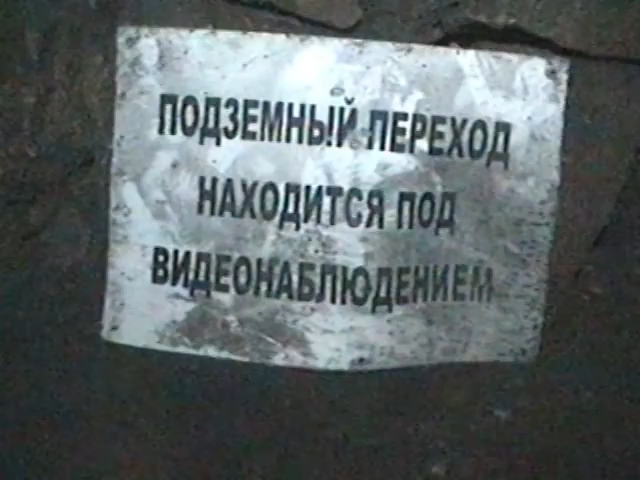 ПОДЗЕМНЫЙ ПЕРЕХОД
НАХОДИТСЯ ПОД
ВИДЕОНАБЛЮДЕНИЕМ